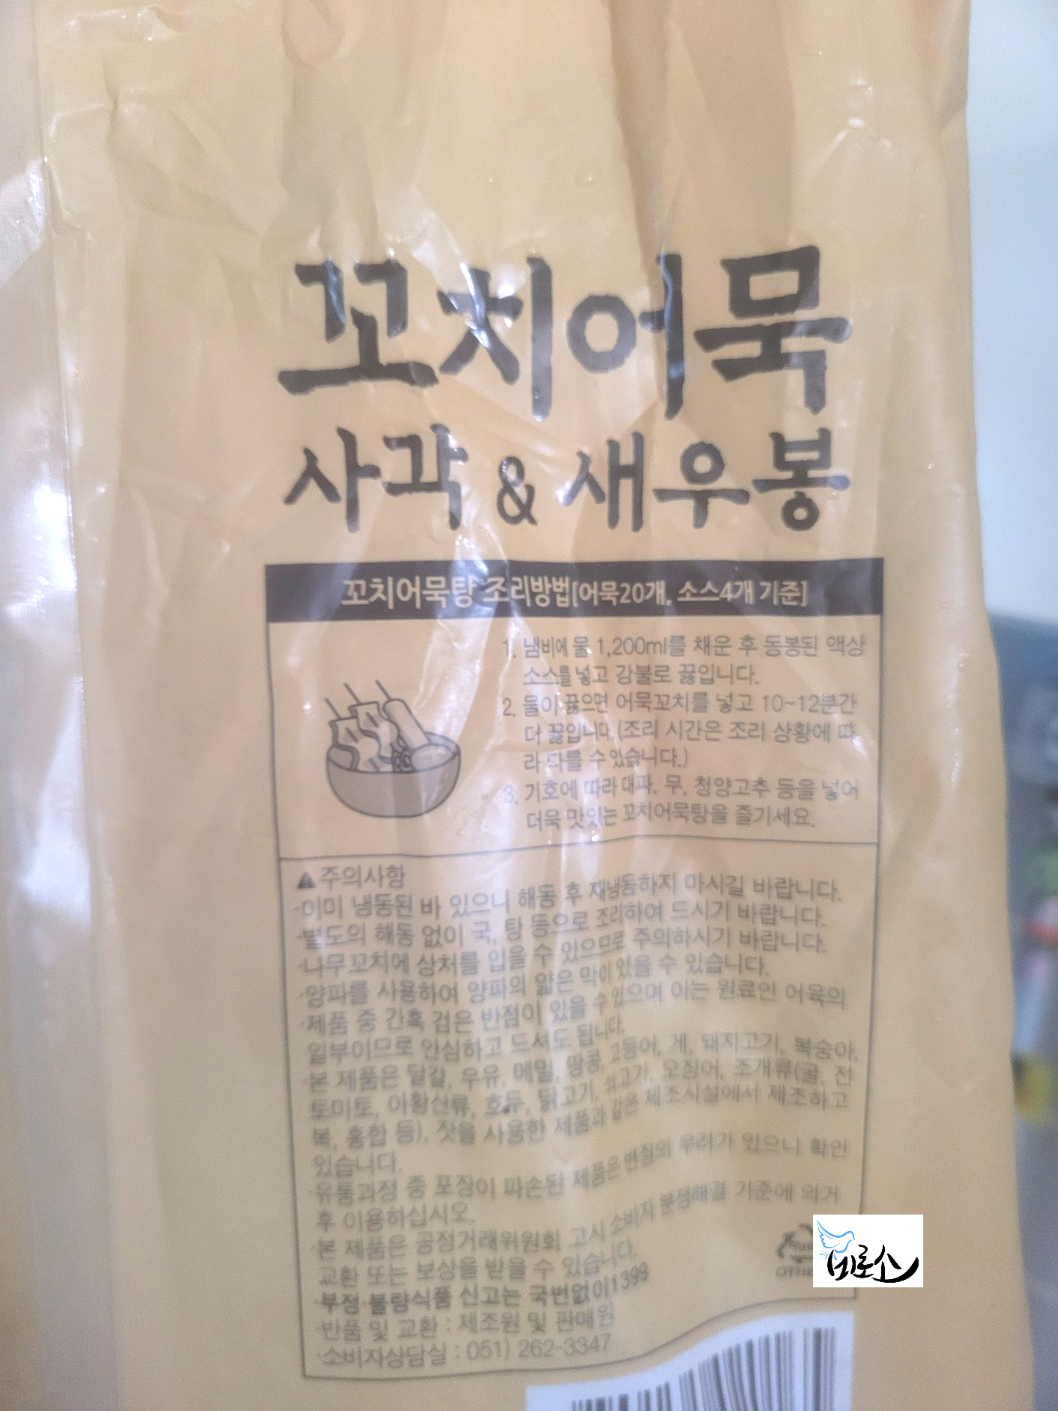 꼬치어묵
사각 & 새우봉
꼬치어묵탕 조리방법[어묵20개, 소스4개 기준]
1. 냄비에 물 1,200ml를 채운 후 동봉된 액상
소스를 넣고 강불로 끓입니다.
2. 물이 끓으면 어묵꼬치를 넣고 10~12분간
더 끓입니다.(조리 시간은 조리 상황에 따
라 다를 수 있습니다.)
3. 기호에 따라 대파, 무, 청양고추 등을 넣어
더욱 맛있는 꼬치어묵탕을 즐기세요.
▲주의사항
·이미 냉동된 바 있으니 해동 후 재냉동하지 마시길 바랍니다.
·별도의 해동 없이 국, 탕 등으로 조리하여 드시기 바랍니다.
·나무꼬치에 상처를 입을 수 있으므로 주의하시기 바랍니다.
·양파를 사용하여 양파의 얇은 막이 있을 수 있습니다.
·제품 중 간혹 검은 반점이 있을 수 있으며 이는 원료인 어육의
일부이므로 안심하고 드셔도 됩니다.
·본 제품은 달걀, 우유, 메밀, 땅콩, 고등어, 게, 돼지고기, 복숭아,
토마토, 아황산류, 호두, 닭고기, 쇠고기, 오징어, 조개류(굴, 전
복, 홍합 등), 잣을 사용한 제품과 같은 제조시설에서 제조하고
있습니다.
·유통과정 중 포장이 파손된 제품은 변질의 우려가 있으니 확인
후 이용하십시오.
·본 제품은 공정거래위원회 고시 소비자 분쟁해결 기준에 의거
교환 또는 보상을 받을 수 있습니다.
·부정·불량식품 신고는 국번없이1399
·반품 및 교환 : 제조원 및 판매원
·소비자상담실 : 051) 262-3347
비로소